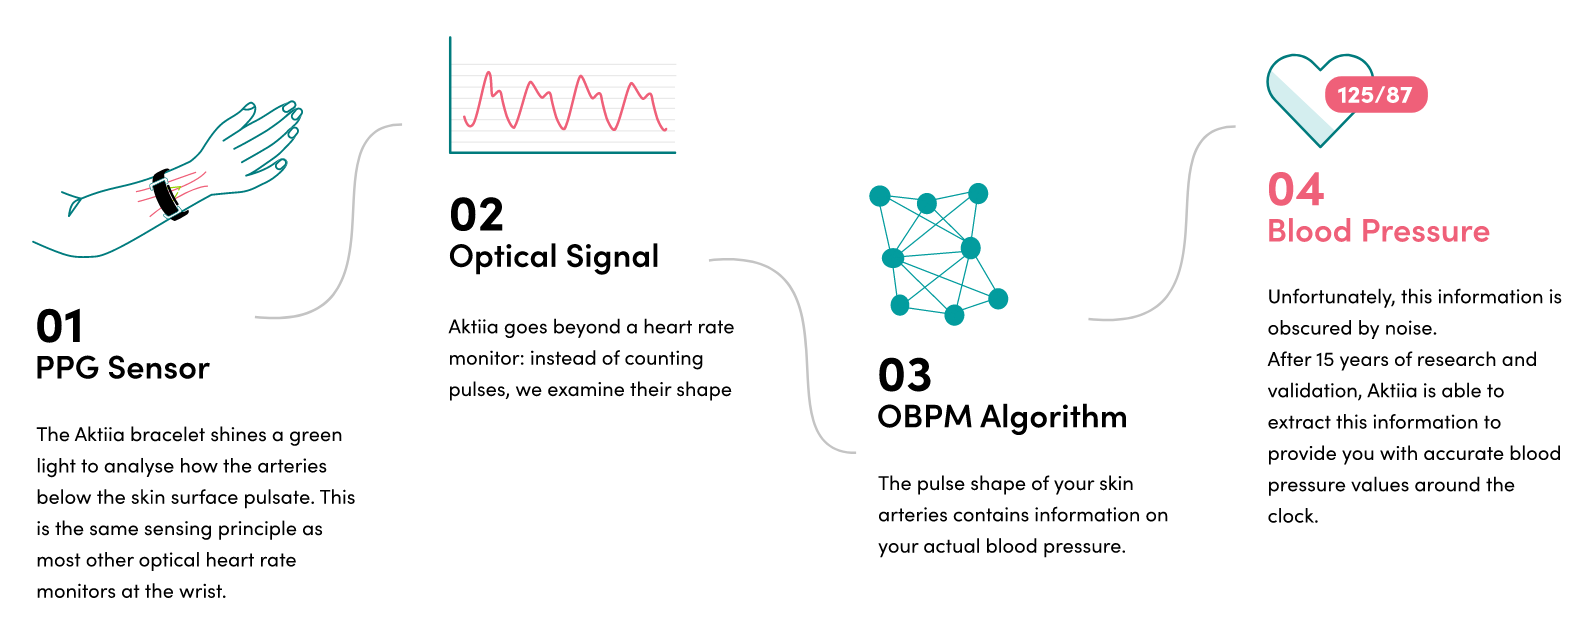 01
PPG Sensor
The Aktiia bracelet shines a green
light to analyse how the arteries
below the skin surface pulsate. This
is the same sensing principle as
most other optical heart rate
monitors at the wrist.
02
Optical Signal
Aktiia goes beyond a heart rate
monitor: instead of counting
pulses, we examine their shape
03
OBPM Algorithm
The pulse shape of your skin
arteries contains information on
your actual blood pressure.
125/87
04
Blood Pressure
Unfortunately, this information is
obscured by noise.
After 15 years of research and
validation, Aktiia is able to
extract this information to
provide you with accurate blood
pressure values around the
clock.